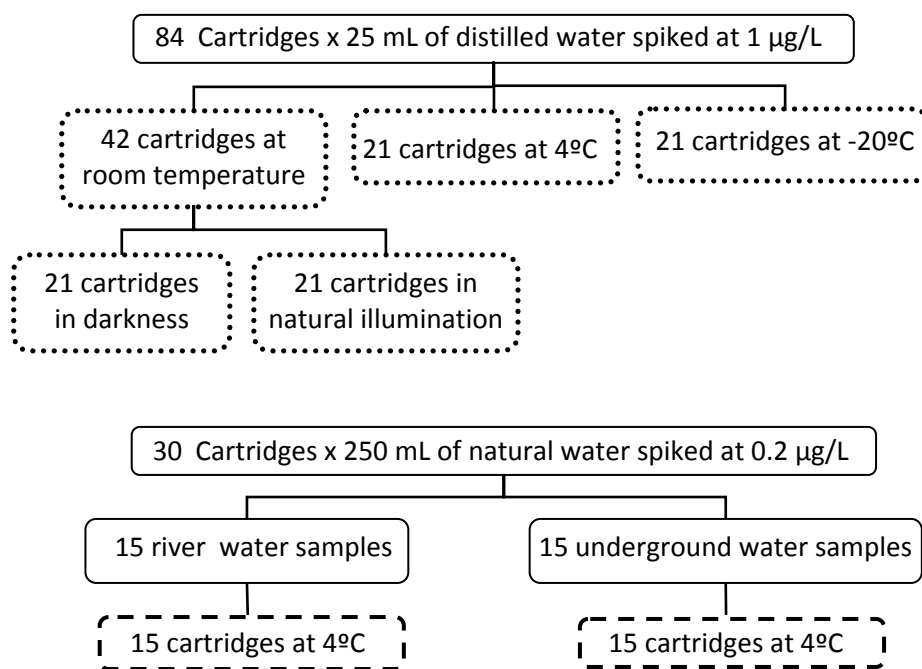 84 Cartridges x 25 mL of distilled water spiked at 1 µg/L
42 cartridges at
room temperature
21 cartridges at 4ºC
21 cartridges at -20ºC
21 cartridges
in darkness
21 cartridges in
natural illumination
30 Cartridges x 250 mL of natural water spiked at 0.2 µg/L
15 river water samples
15 underground water samples
15 cartridges at 4ºC
15 cartridges at 4ºC